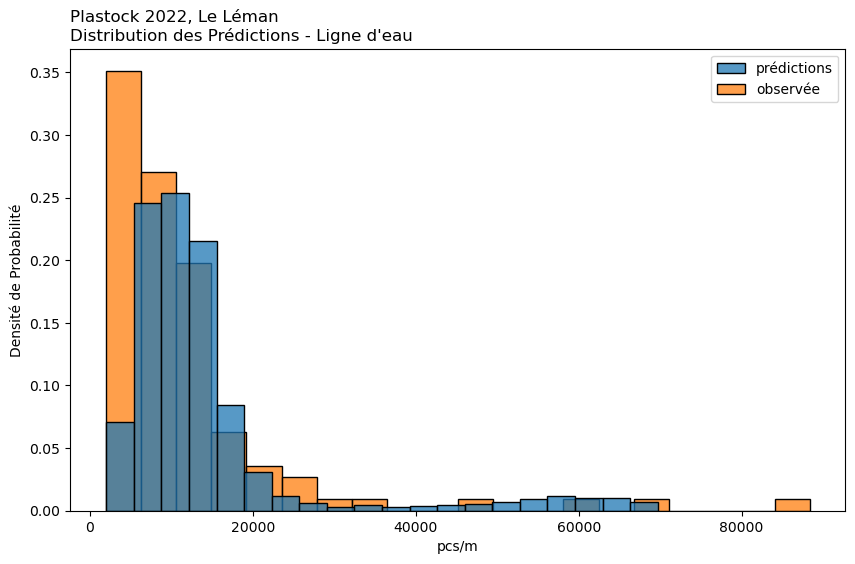 Plastock 2022, Le Léman
Distribution des Prédictions - Ligne d'eau
prédictions
observée
Densité de Probabilité
0.35
0.30
0.25
0.20
0.15
0.10
0.05
0.00
0
20000
40000
60000
80000
pcs/m